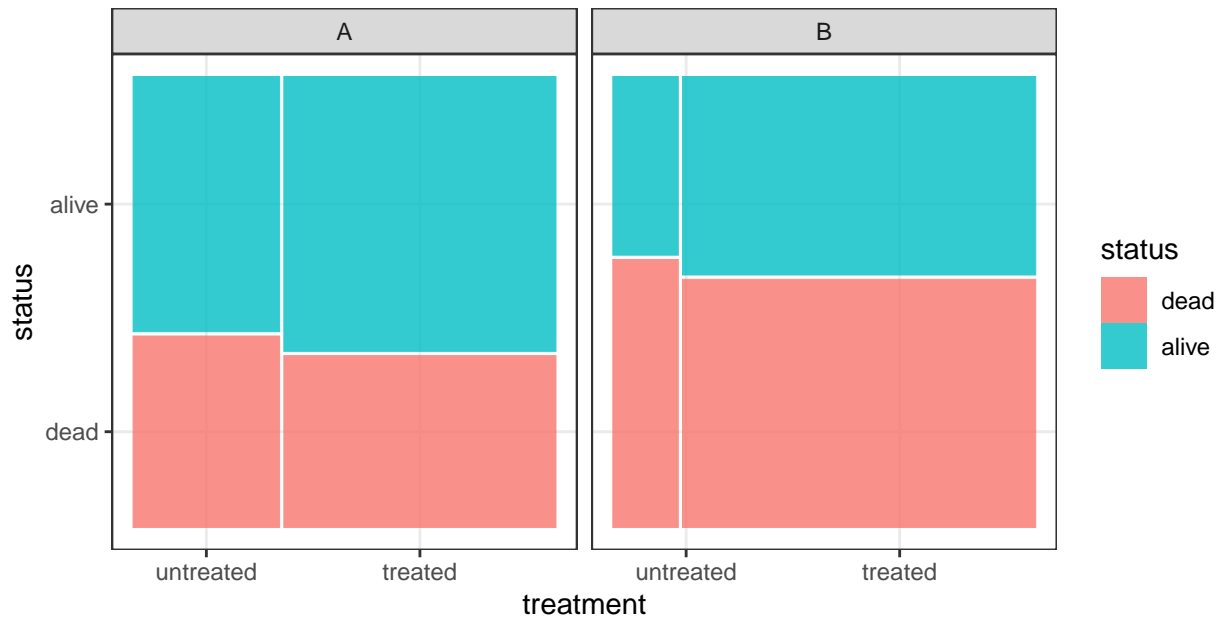 A
B
status
alive
dead
untreated
treated
untreated
treated
treatment
status
dead
alive